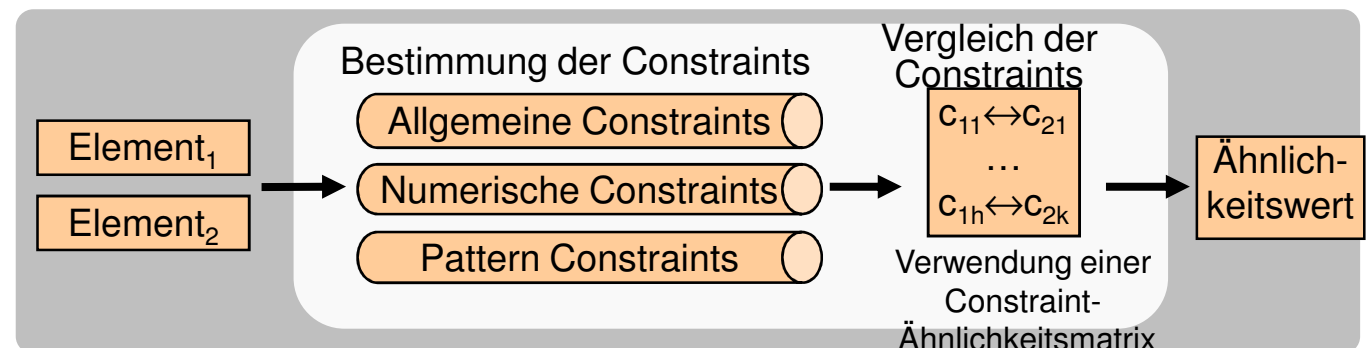 Element1
Element2
Bestimmung der Constraints
Allgemeine Constraints
Numerische Constraints
Pattern Constraints
Vergleich der
Constraints
c11↔c21
…
c1h↔c2k
Verwendung einer
Constraint-
Ähnlichkeitsmatrix
Ähnlich-
keitswert